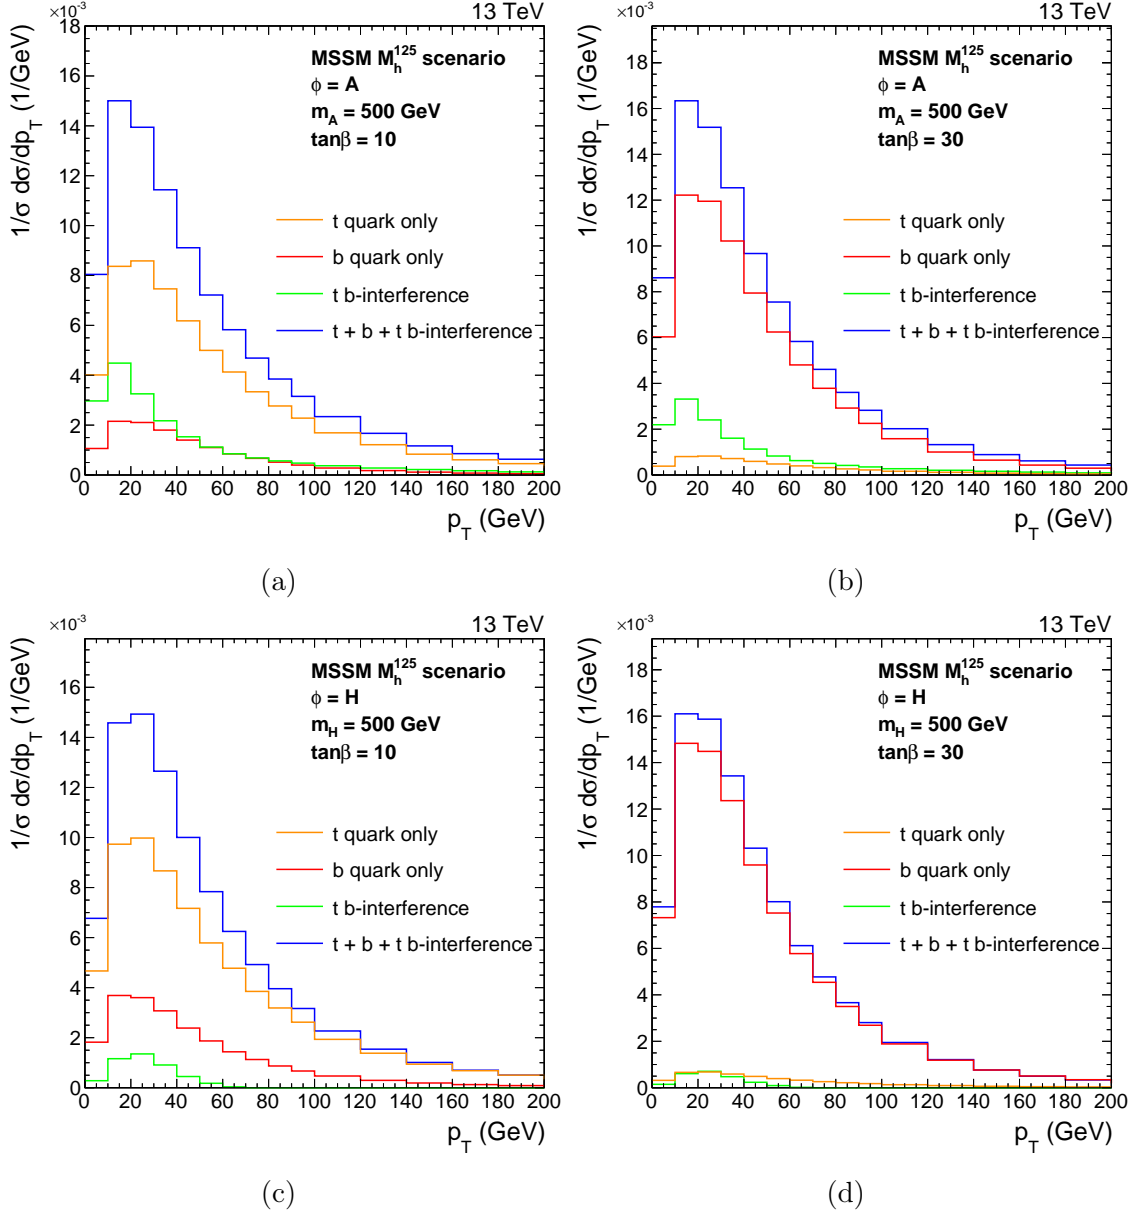 ×10⁻³
13 TeV
1/σ dσ/dp_T (1/GeV)
18
16
14
12
10
8
6
4
2
0
MSSM M_h^125 scenario
ϕ = A
m_A = 500 GeV
tanβ = 10
t quark only
b quark only
t b-interference
t + b + t b-interference
0 20 40 60 80 100 120 140 160 180 200
p_T (GeV)
(a)
×10⁻³
13 TeV
1/σ dσ/dp_T (1/GeV)
18
16
14
12
10
8
6
4
2
0
MSSM M_h^125 scenario
ϕ = A
m_A = 500 GeV
tanβ = 30
t quark only
b quark only
t b-interference
t + b + t b-interference
0 20 40 60 80 100 120 140 160 180 200
p_T (GeV)
(b)
×10⁻³
13 TeV
1/σ dσ/dp_T (1/GeV)
16
14
12
10
8
6
4
2
0
MSSM M_h^125 scenario
ϕ = H
m_H = 500 GeV
tanβ = 10
t quark only
b quark only
t b-interference
t + b + t b-interference
0 20 40 60 80 100 120 140 160 180 200
p_T (GeV)
(c)
×10⁻³
13 TeV
1/σ dσ/dp_T (1/GeV)
18
16
14
12
10
8
6
4
2
0
MSSM M_h^125 scenario
ϕ = H
m_H = 500 GeV
tanβ = 30
t quark only
b quark only
t b-interference
t + b + t b-interference
0 20 40 60 80 100 120 140 160 180 200
p_T (GeV)
(d)